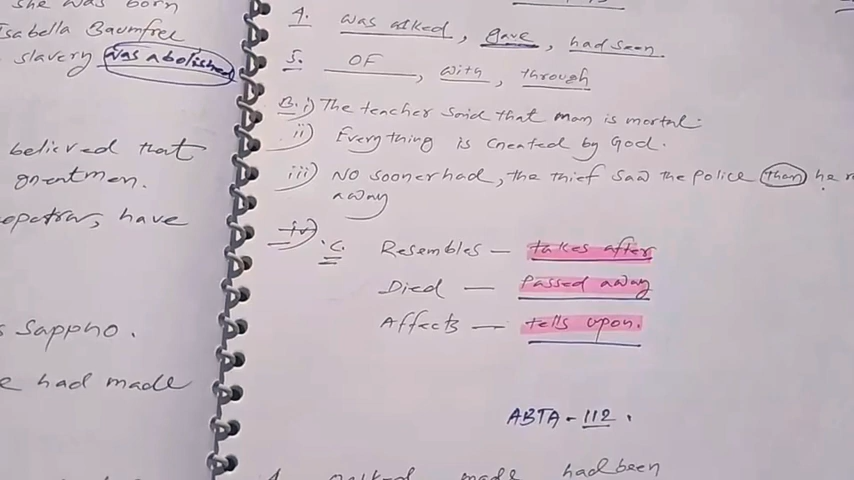 she was born
Isabella Baumfree
slavery was abolished
believed that
greatmen.
have
Sappho.
had made
4. was asked, gave, had seen
5. OF, with, through
B. i) The teacher said that man is mortal.
ii) Everything is created by God.
iii) No sooner had, the thief saw the police than he
away
iv) C. Resembles — takes after
Died — Passed away
Affects — tells upon.
ABTA - 112.
made had been